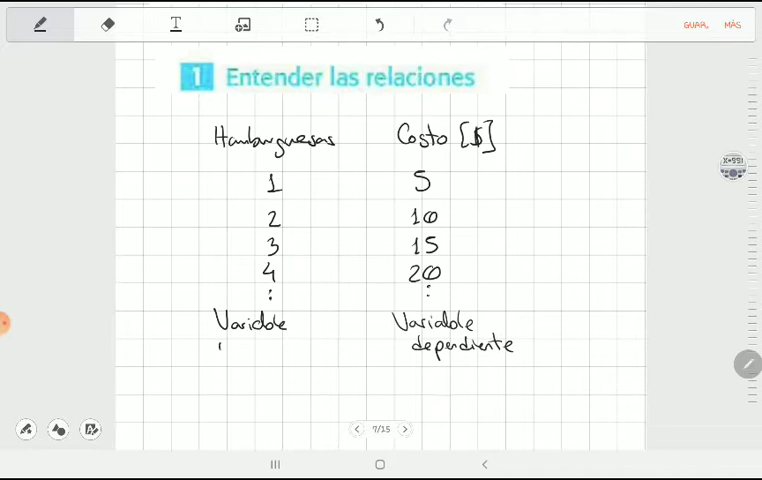 T
GUAR. MÁS
1 Entender las relaciones
Hamburguesas Costo [$]
1 5
2 10
3 15
4 20
: :
Variable Variable
dependiente
7/15